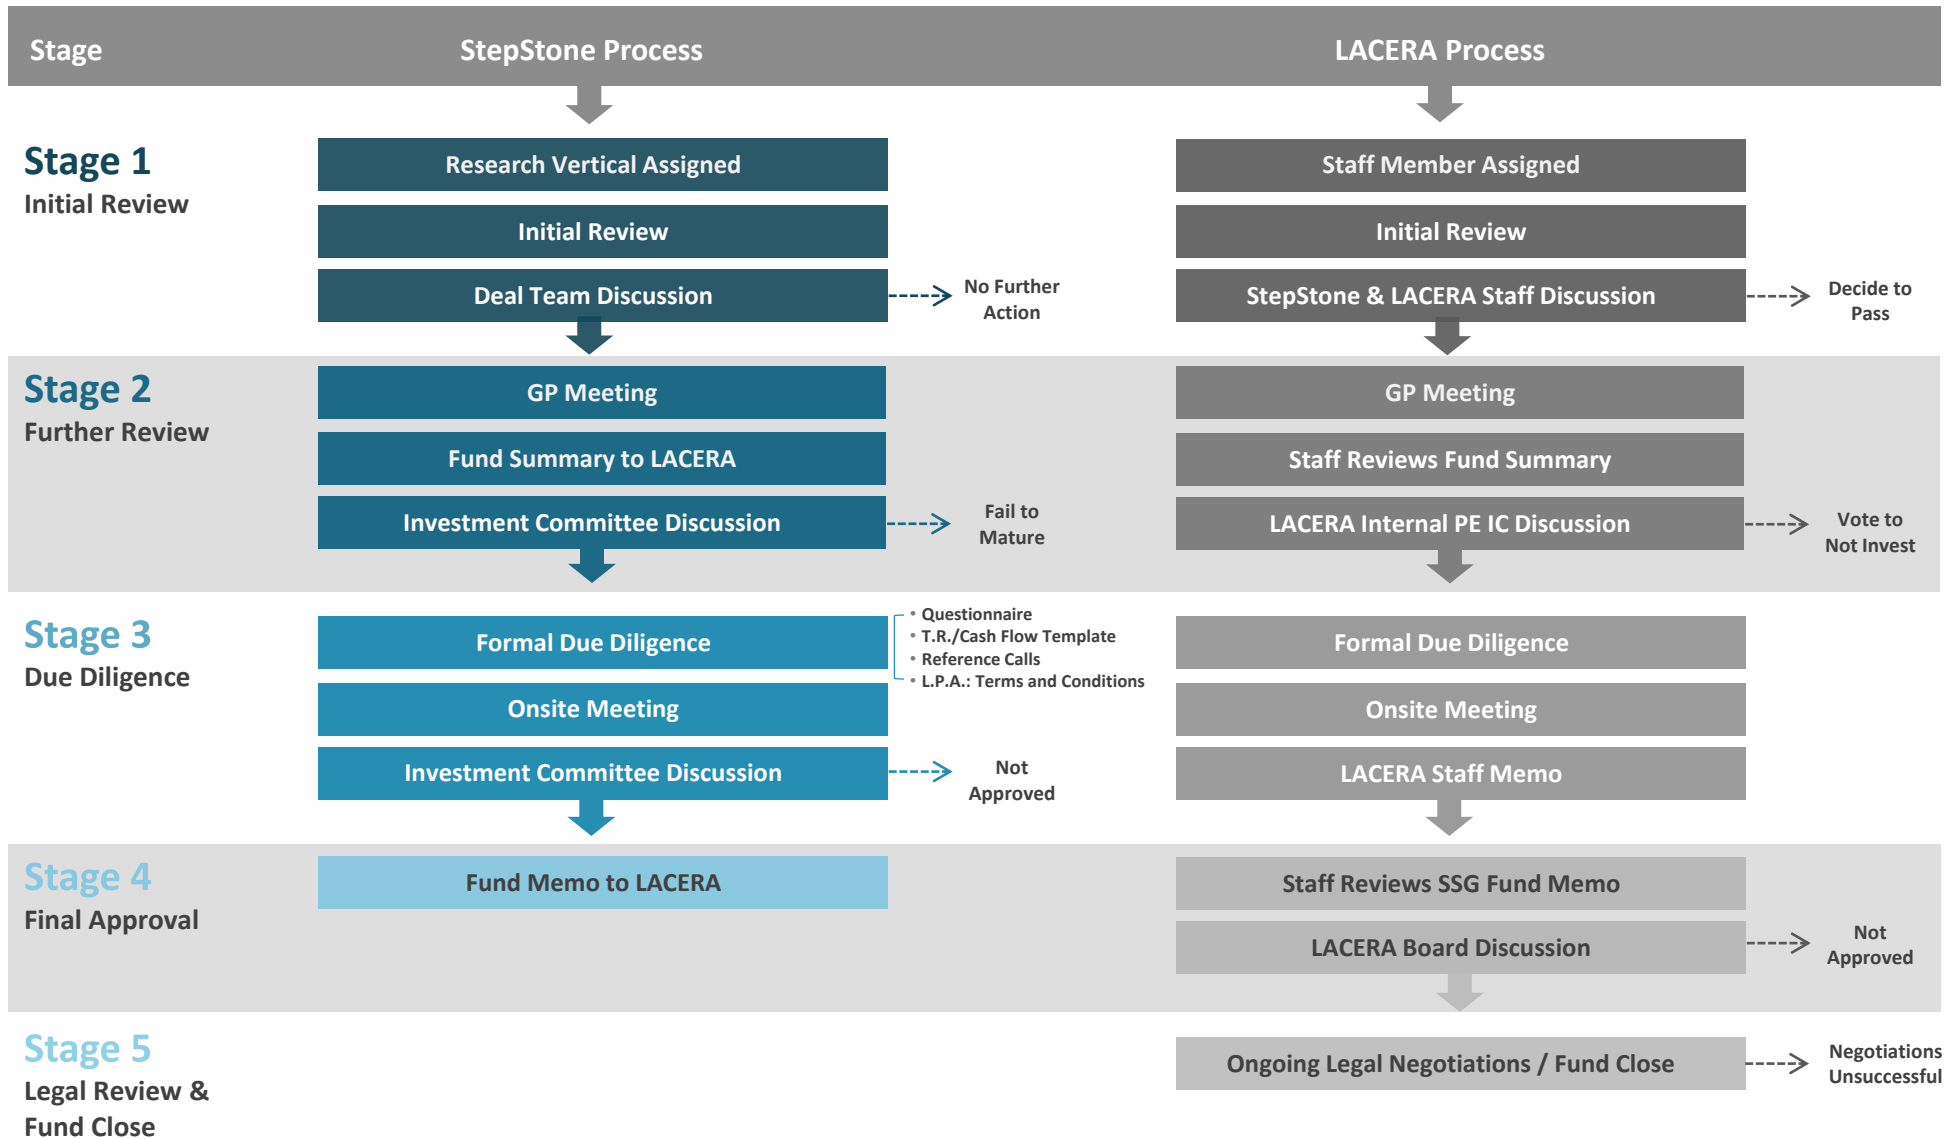 Stage
StepStone Process
LACERA Process
Stage 1
Initial Review
Research Vertical Assigned
Initial Review
Deal Team Discussion
No Further
Action
Staff Member Assigned
Initial Review
StepStone & LACERA Staff Discussion
Decide to
Pass
Stage 2
Further Review
GP Meeting
Fund Summary to LACERA
Investment Committee Discussion
Fail to
Mature
GP Meeting
Staff Reviews Fund Summary
LACERA Internal PE IC Discussion
Vote to
Not Invest
Stage 3
Due Diligence
Formal Due Diligence
• Questionnaire
• T.R./Cash Flow Template
• Reference Calls
• L.P.A.: Terms and Conditions
Onsite Meeting
Investment Committee Discussion
Not
Approved
Formal Due Diligence
Onsite Meeting
LACERA Staff Memo
Stage 4
Final Approval
Fund Memo to LACERA
Staff Reviews SSG Fund Memo
LACERA Board Discussion
Not
Approved
Stage 5
Legal Review &
Fund Close
Ongoing Legal Negotiations / Fund Close
Negotiations
Unsuccessful